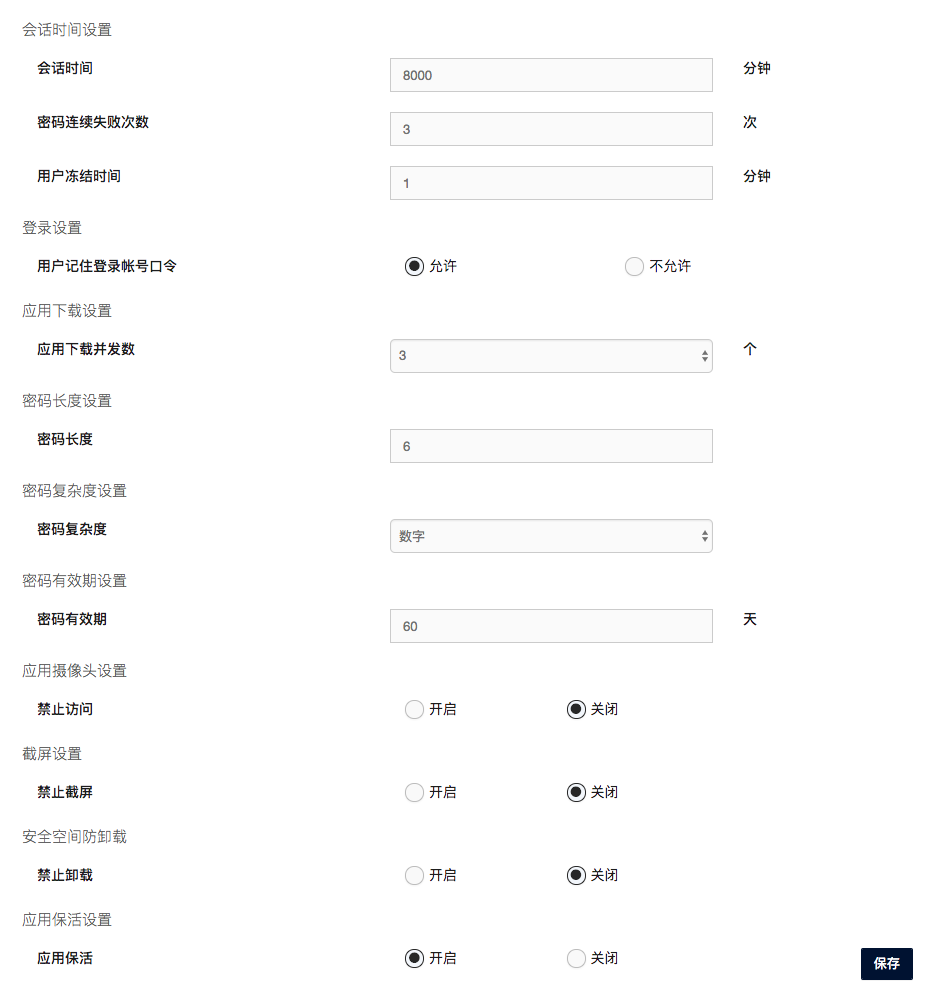 会话时间设置
会话时间 8000 分钟
密码连续失败次数 3 次
用户冻结时间 1 分钟
登录设置
用户记住登录帐号口令 允许 不允许
应用下载设置
应用下载并发数 3 个
密码长度设置
密码长度 6
密码复杂度设置
密码复杂度 数字
密码有效期设置
密码有效期 60 天
应用摄像头设置
禁止访问 开启 关闭
截屏设置
禁止截屏 开启 关闭
安全空间防卸载
禁止卸载 开启 关闭
应用保活设置
应用保活 开启 关闭
保存